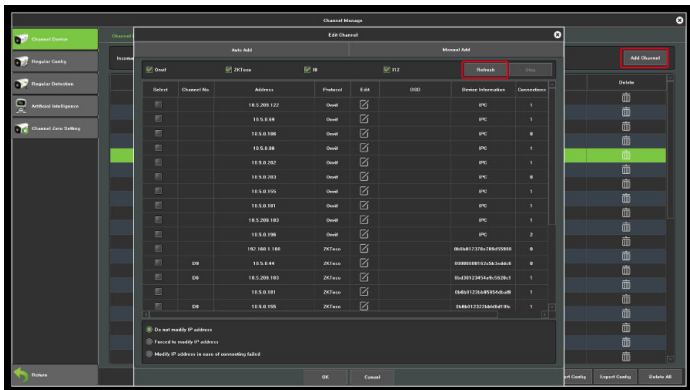 Channel Manage
Edit Channel
Channel Device
Regular Config
Regular Detection
Artificial Intelligence
Channel Zero Setting
Return
Auto Add
Manual Add
Add Channel
Onvif
ZKTeco
I8
I12
Refresh
Stop
Delete
Select Channel No. Address Protocol Edit OSD Device Information Connections
10.5.209.122 Onvif IPC 1
10.5.0.69 Onvif IPC 1
10.5.0.108 Onvif IPC 0
10.5.0.86 Onvif IPC 1
10.5.0.202 Onvif IPC 1
10.5.0.203 Onvif IPC 0
10.5.0.155 Onvif IPC 1
10.5.0.101 Onvif IPC 1
10.5.209.103 Onvif IPC 1
10.5.0.196 Onvif IPC 2
192.168.1.188 ZKTeco 0
D9 10.5.0.44 ZKTeco 0
D6 10.5.209.103 ZKTeco 1
10.5.0.101 ZKTeco 1
D8 10.5.0.155 ZKTeco 1
Do not modify IP address
Forced to modify IP address
Modify IP address in case of connecting failed
OK
Cancel
Export Config
Delete All